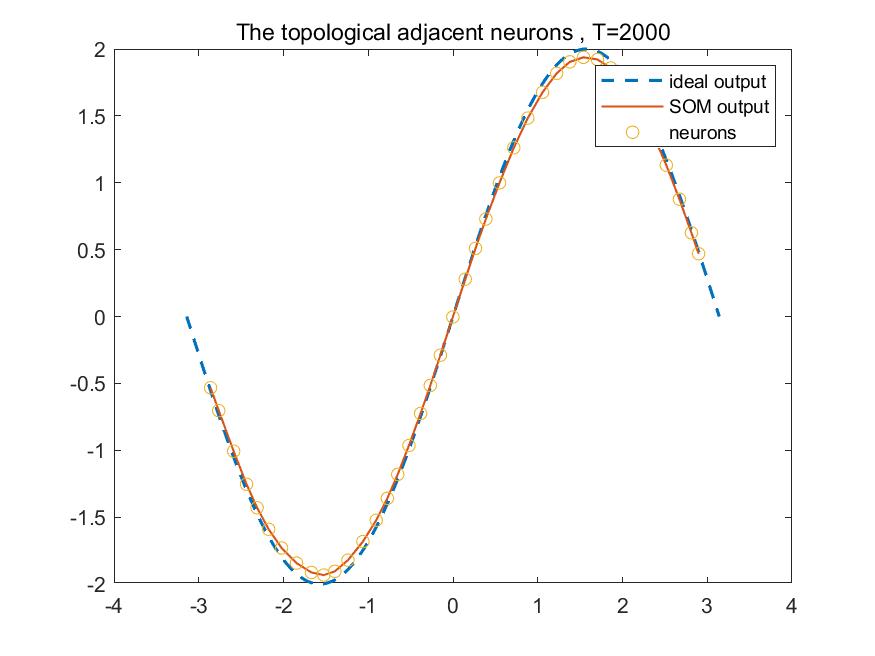 The topological adjacent neurons , T=2000
2
1.5
1
0.5
0
-0.5
-1
-1.5
-2
ideal output
SOM output
neurons
-4 -3 -2 -1 0 1 2 3 4